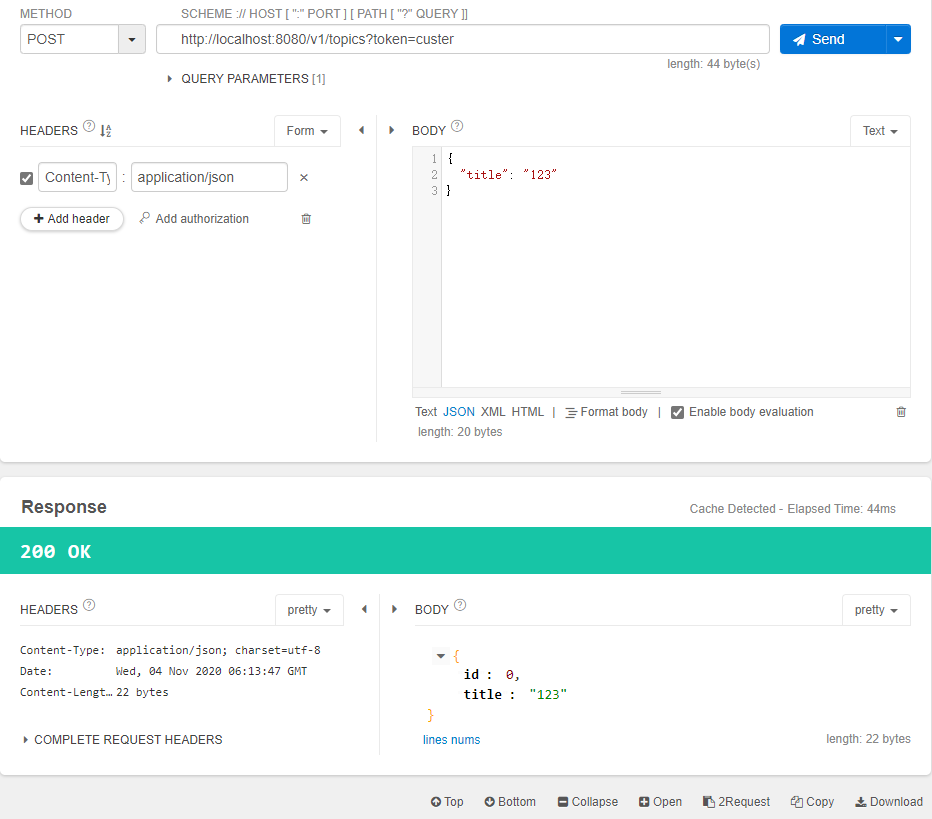 METHOD
SCHEME :// HOST [ ":" PORT ] [ PATH [ "?" QUERY ]]
POST
http://localhost:8080/v1/topics?token=custer
Send
length: 44 byte(s)
QUERY PARAMETERS [1]
HEADERS ? Form
BODY ? Text
Content-Ty : application/json ×
+ Add header Add authorization
1 {
2 "title": "123"
3 }
Text JSON XML HTML | Format body | Enable body evaluation
length: 20 bytes
Response
Cache Detected - Elapsed Time: 44ms
200 OK
HEADERS ? pretty
BODY ? pretty
Content-Type: application/json; charset=utf-8
Date: Wed, 04 Nov 2020 06:13:47 GMT
Content-Lengt… 22 bytes
COMPLETE REQUEST HEADERS
{
id : 0,
title : "123"
}
lines nums
length: 22 bytes
Top Bottom Collapse Open 2Request Copy Download